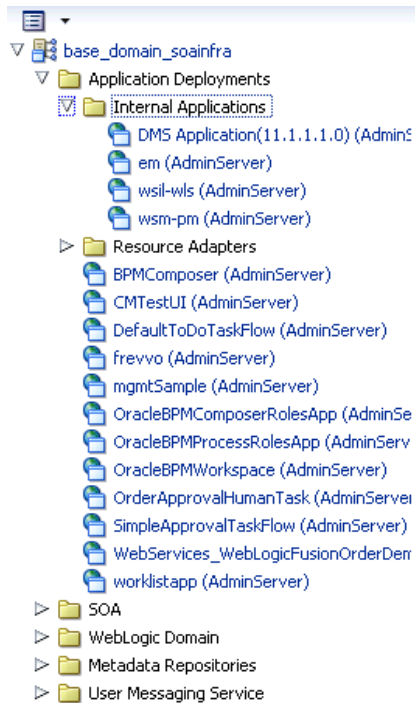 base_domain_soainfra
Application Deployments
Internal Applications
DMS Application(11.1.1.1.0) (Admin
em (AdminServer)
wsil-wls (AdminServer)
wsm-pm (AdminServer)
Resource Adapters
BPMComposer (AdminServer)
CMTestUI (AdminServer)
DefaultToDoTaskFlow (AdminServer)
frevvo (AdminServer)
mgmtSample (AdminServer)
OracleBPMComposerRolesApp (AdminSe
OracleBPMProcessRolesApp (AdminServ
OracleBPMWorkspace (AdminServer)
OrderApprovalHumanTask (AdminServer
SimpleApprovalTaskFlow (AdminServer)
WebServices_WebLogicFusionOrderDem
worklistapp (AdminServer)
SOA
WebLogic Domain
Metadata Repositories
User Messaging Service